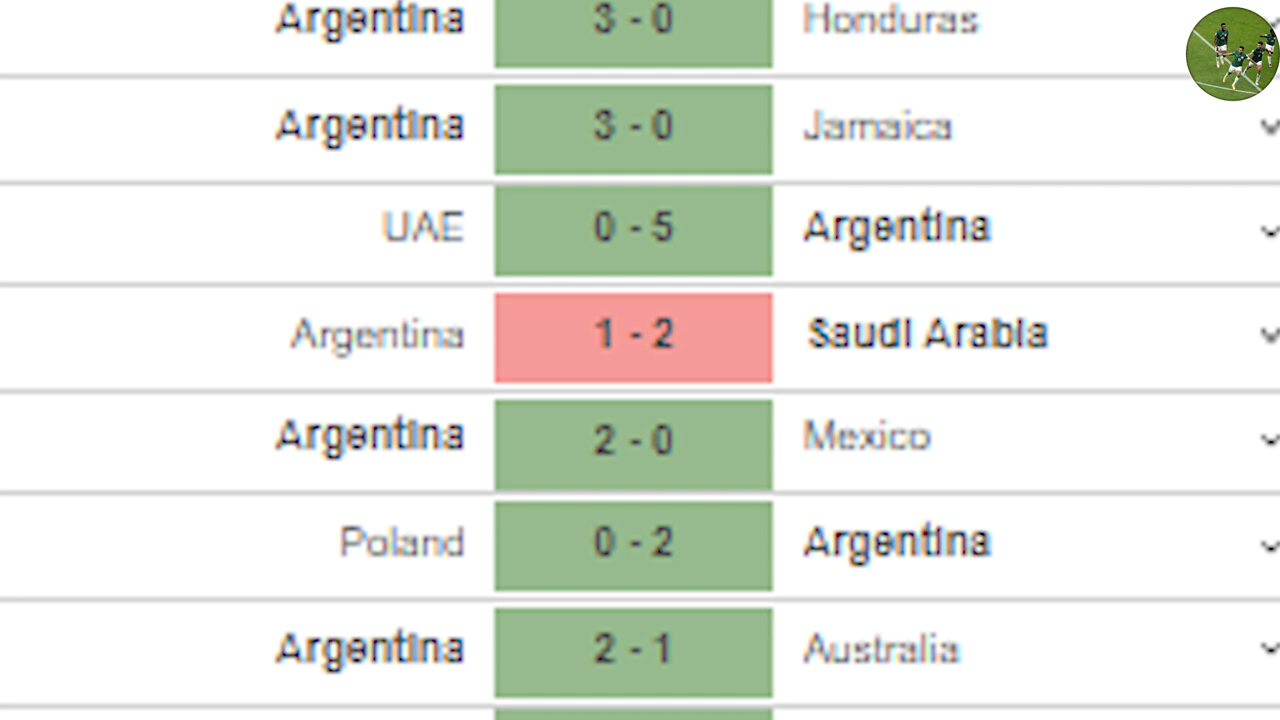 Argentina 3 - 0 Honduras
Argentina 3 - 0 Jamaica
UAE 0 - 5 Argentina
Argentina 1 - 2 Saudi Arabia
Argentina 2 - 0 Mexico
Poland 0 - 2 Argentina
Argentina 2 - 1 Australia